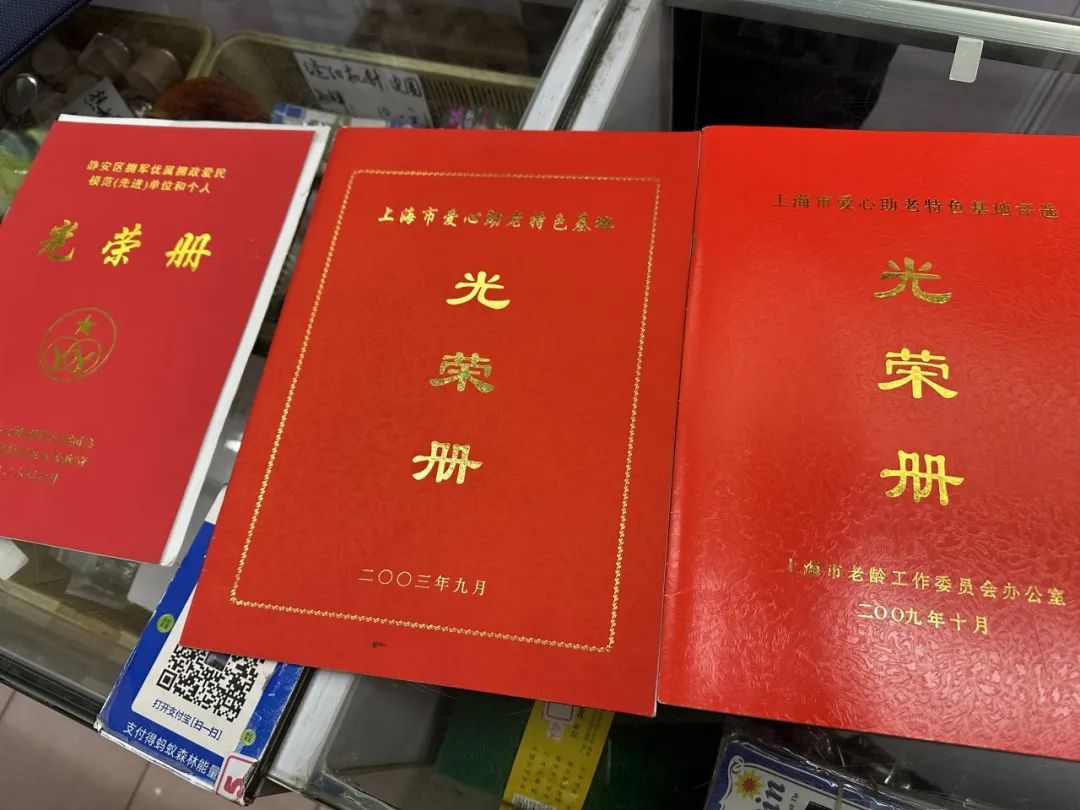 静安区拥军优属拥政爱民
模范(先进)单位和个人
光荣册
上海市爱心助老特色基地
光
荣
册
二〇〇三年九月
上海市爱心助老特色基地评选
光
荣
册
上海市老龄工作委员会办公室
二〇〇九年十月
打开支付宝[扫一扫]
支付得蚂蚁森林能量
5